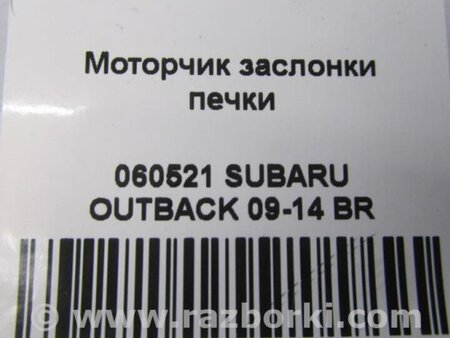 Моторчик заслонки
печки
060521 SUBARU
OUTBACK 09-14 BR
© www.razborki.com